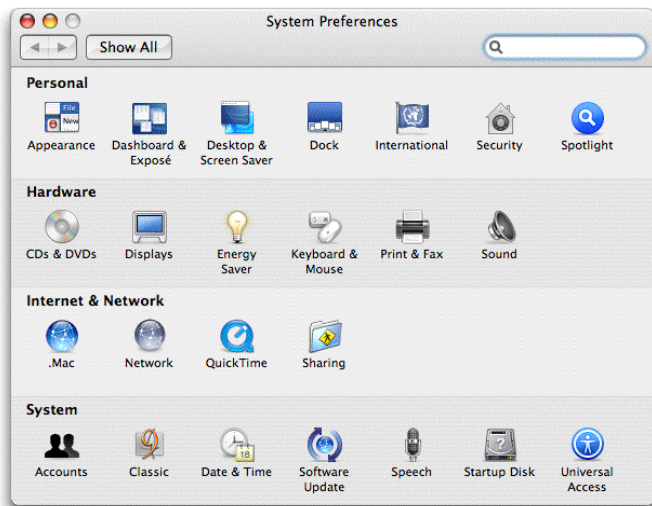 System Preferences
Show All
Personal
File
New
Appearance
Dashboard &
Exposé
Desktop &
Screen Saver
Dock
International
Security
Spotlight
Hardware
CDs & DVDs
Displays
Energy
Saver
Keyboard &
Mouse
Print & Fax
Sound
Internet & Network
.Mac
Network
QuickTime
Sharing
System
18
?
Accounts
Classic
Date & Time
Software
Update
Speech
Startup Disk
Universal
Access